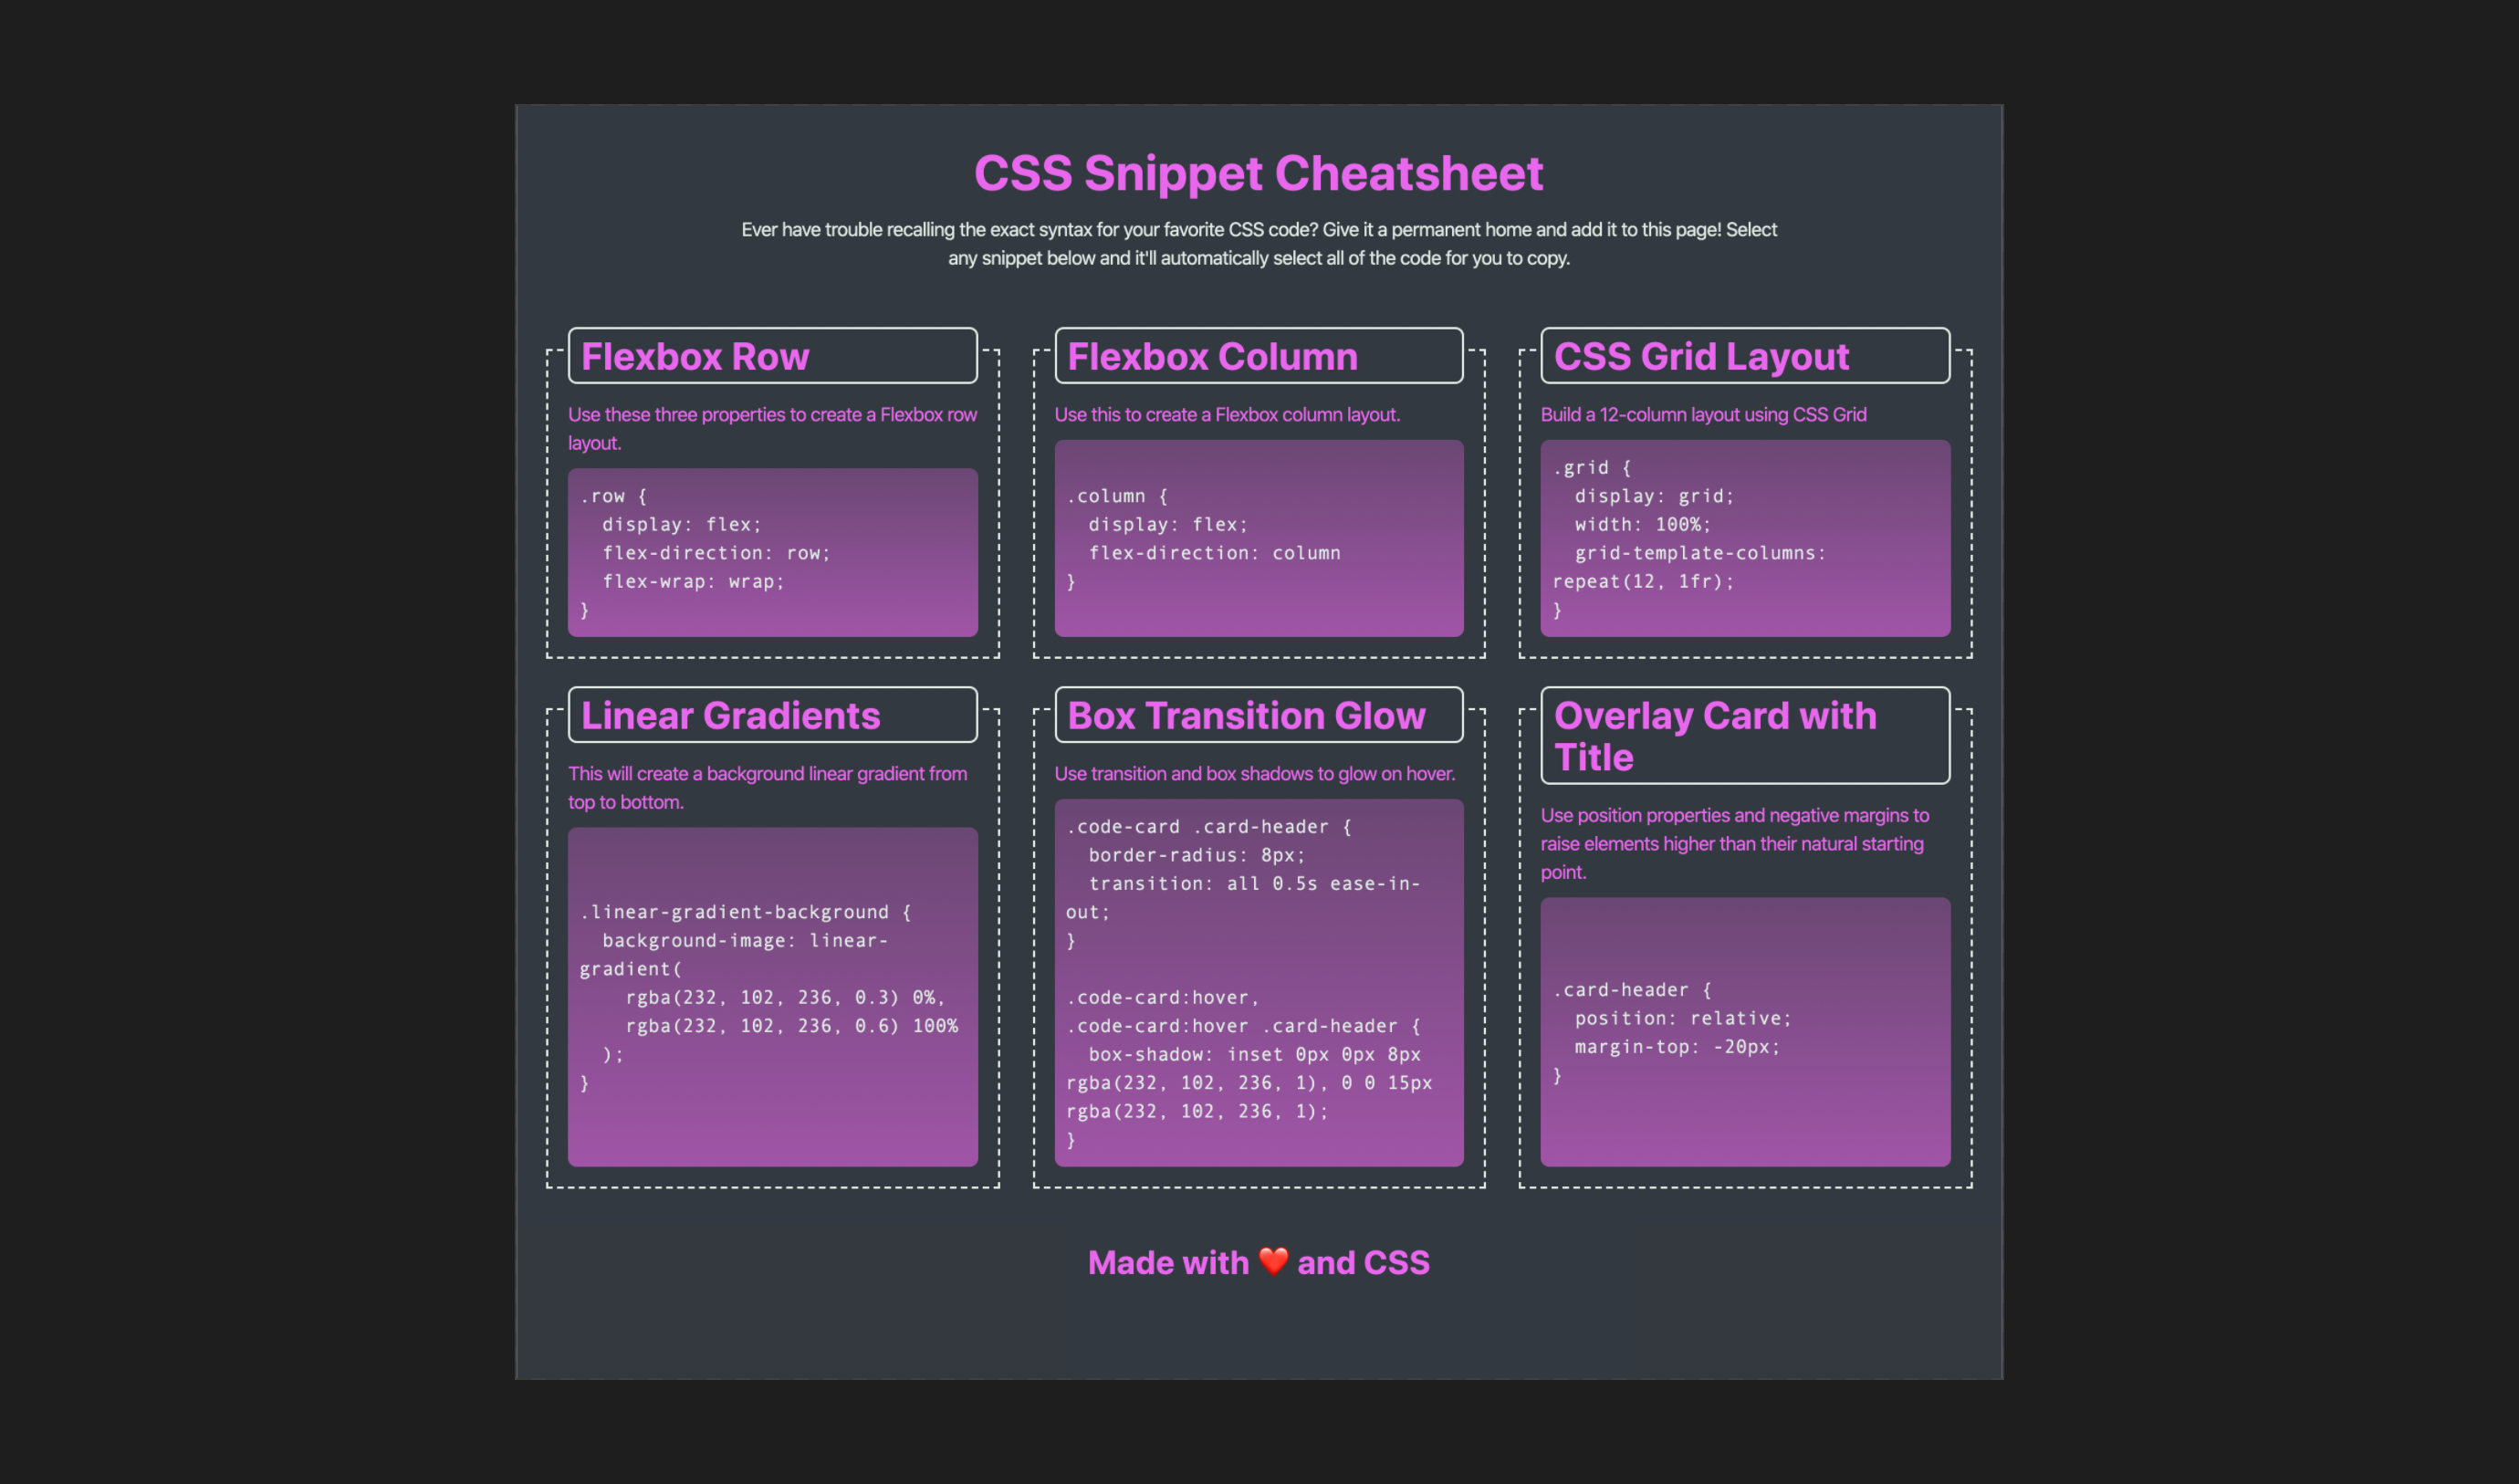 CSS Snippet Cheatsheet
Ever have trouble recalling the exact syntax for your favorite CSS code? Give it a permanent home and add it to this page! Select
any snippet below and it'll automatically select all of the code for you to copy.
Flexbox Row
Use these three properties to create a Flexbox row
layout.
.row {
  display: flex;
  flex-direction: row;
  flex-wrap: wrap;
}
Flexbox Column
Use this to create a Flexbox column layout.
.column {
  display: flex;
  flex-direction: column
}
CSS Grid Layout
Build a 12-column layout using CSS Grid
.grid {
  display: grid;
  width: 100%;
  grid-template-columns:
repeat(12, 1fr);
}
Linear Gradients
This will create a background linear gradient from
top to bottom.
.linear-gradient-background {
  background-image: linear-
gradient(
    rgba(232, 102, 236, 0.3) 0%,
    rgba(232, 102, 236, 0.6) 100%
  );
}
Box Transition Glow
Use transition and box shadows to glow on hover.
.code-card .card-header {
  border-radius: 8px;
  transition: all 0.5s ease-in-
out;
}
.code-card:hover,
.code-card:hover .card-header {
  box-shadow: inset 0px 0px 8px
rgba(232, 102, 236, 1), 0 0 15px
rgba(232, 102, 236, 1);
}
Overlay Card with
Title
Use position properties and negative margins to
raise elements higher than their natural starting
point.
.card-header {
  position: relative;
  margin-top: -20px;
}
Made with ❤️ and CSS